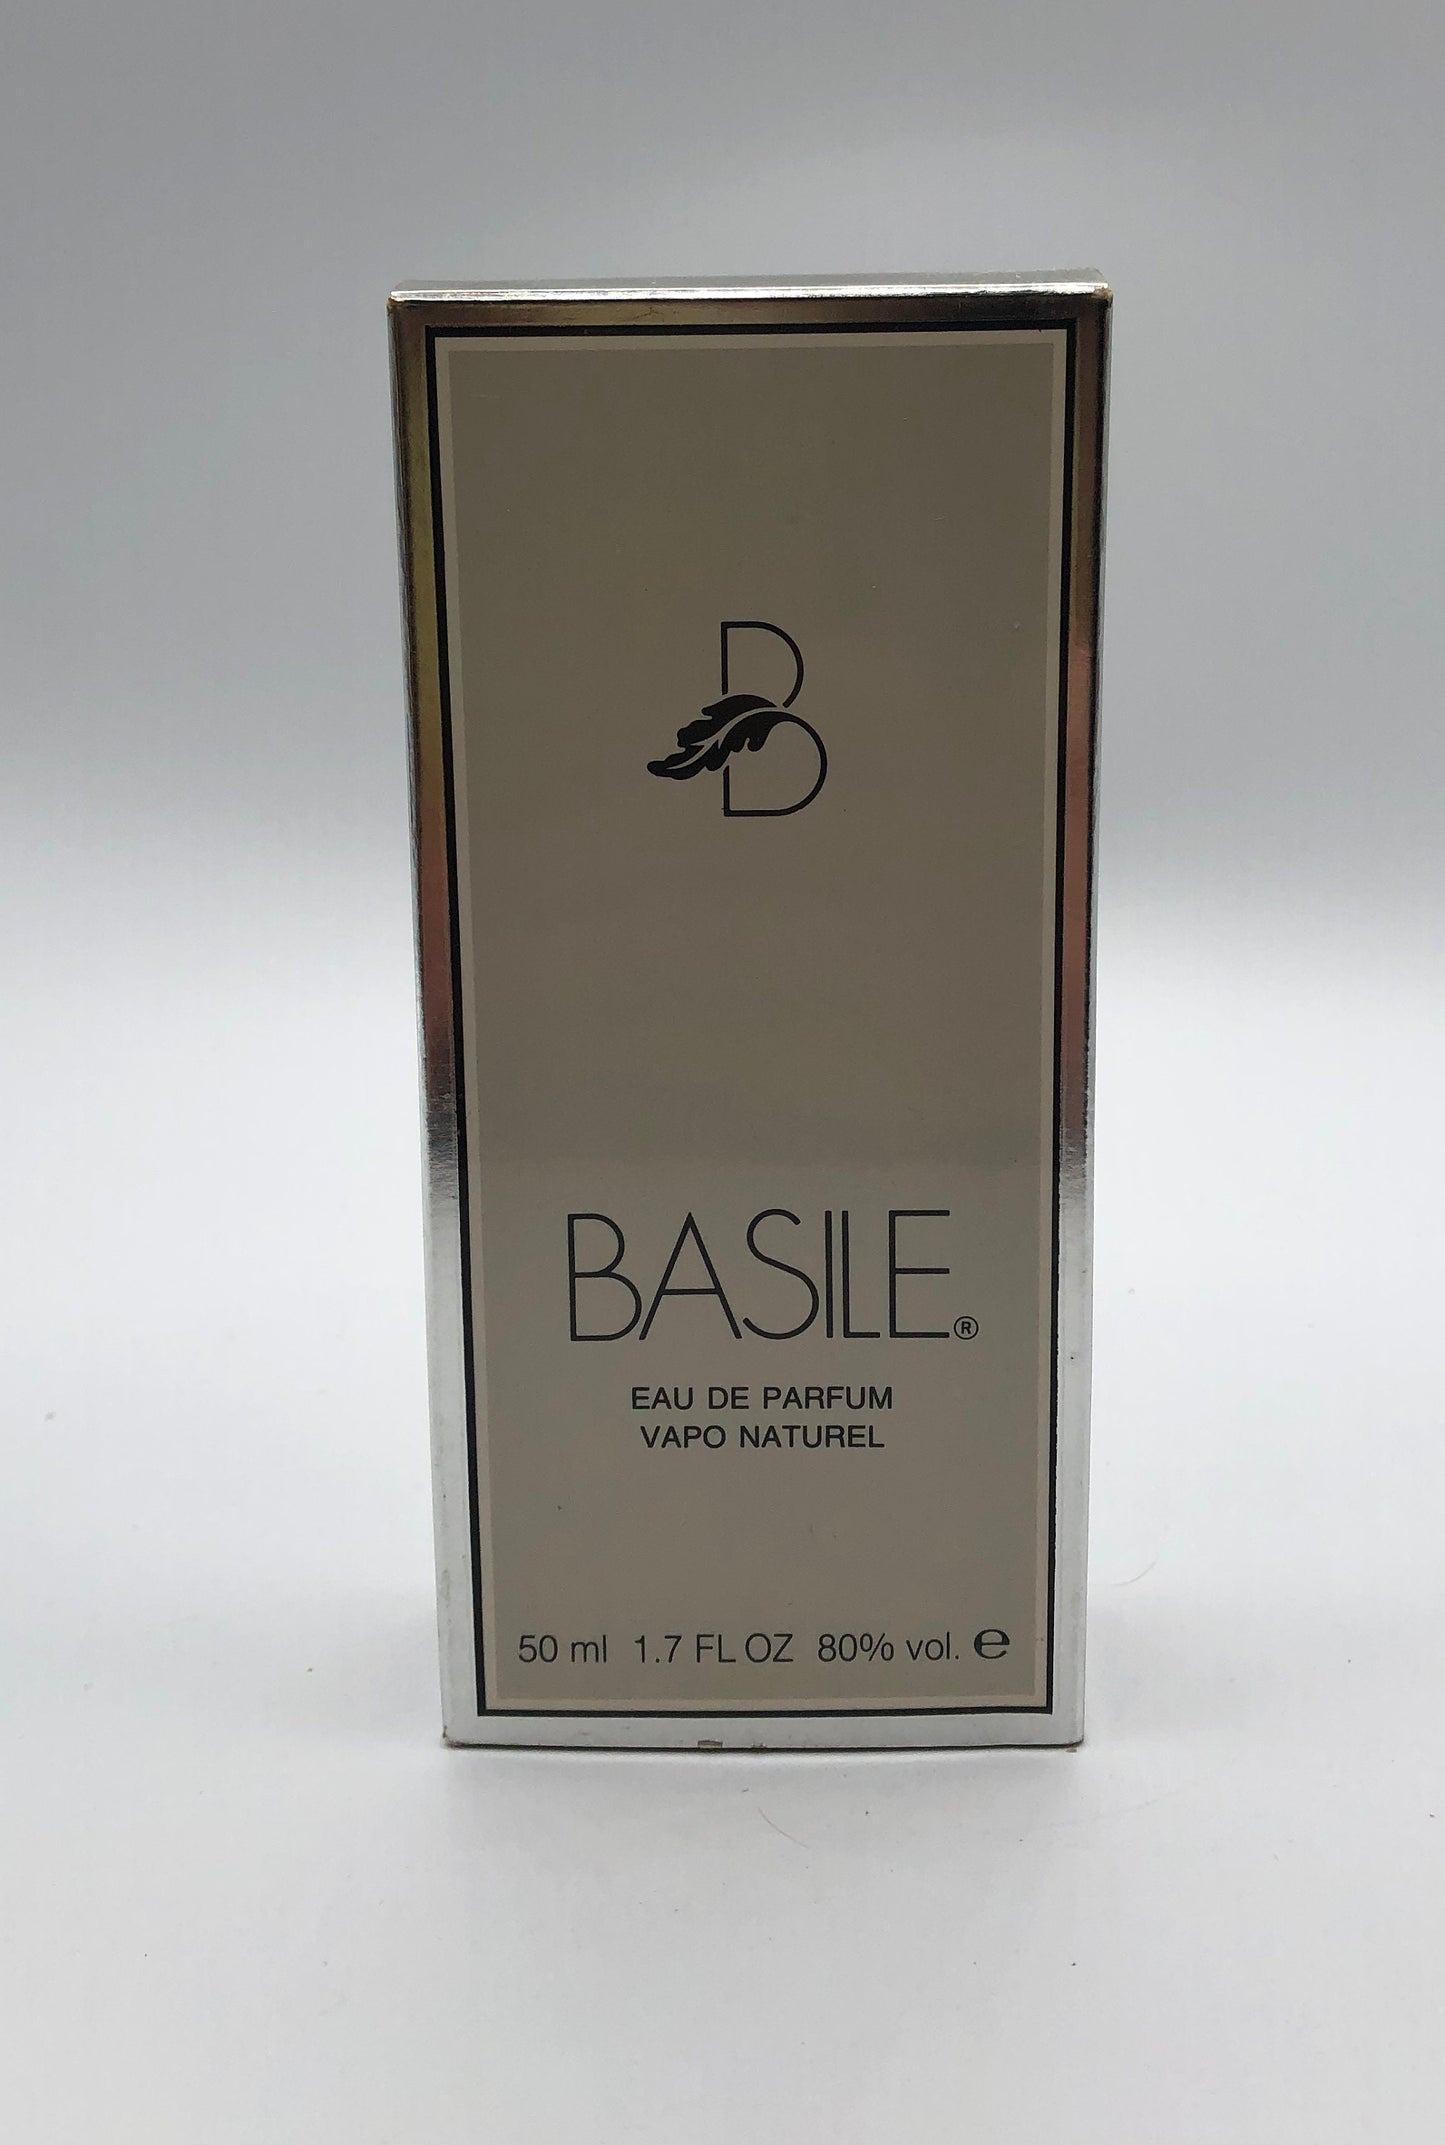 B
BASILE®
EAU DE PARFUM
VAPO NATUREL
50 ml 1.7 FL OZ 80% vol. ℮